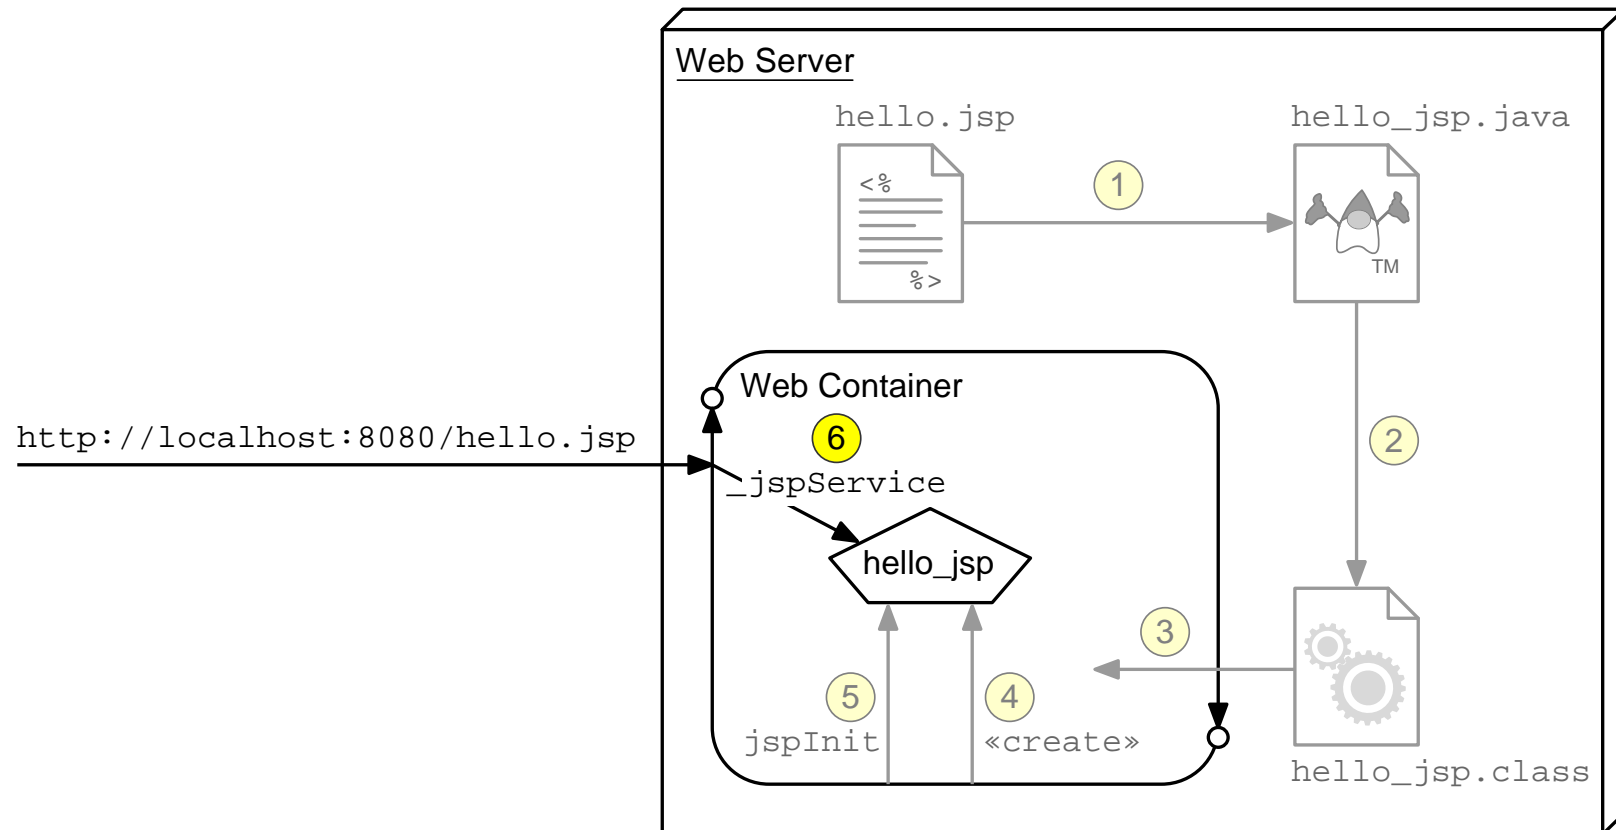 Web Server
hello.jsp
hello_jsp.java
<%
%>
1
TM
2
Web Container
6
http://localhost:8080/hello.jsp
_jspService
hello_jsp
3
5
4
jspInit
«create»
hello_jsp.class